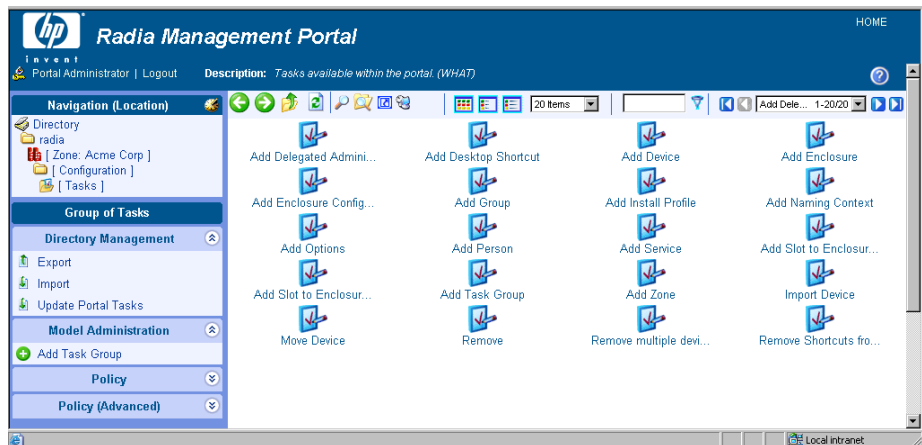 HOME
hp
Radia Management Portal
invent
Portal Administrator | Logout
Description: Tasks available within the portal. (WHAT)
Navigation (Location)
20 Items
Add Dele... 1-20/20
Directory
radia
[ Zone: Acme Corp ]
[ Configuration ]
[ Tasks ]
Group of Tasks
Directory Management
Export
Import
Update Portal Tasks
Model Administration
Add Task Group
Policy
Policy (Advanced)
Add Delegated Admini...
Add Desktop Shortcut
Add Device
Add Enclosure
Add Enclosure Config...
Add Group
Add Install Profile
Add Naming Context
Add Options
Add Person
Add Service
Add Slot to Enclosur...
Add Slot to Enclosur...
Add Task Group
Add Zone
Import Device
Move Device
Remove
Remove multiple devi...
Remove Shortcuts fro...
Local intranet